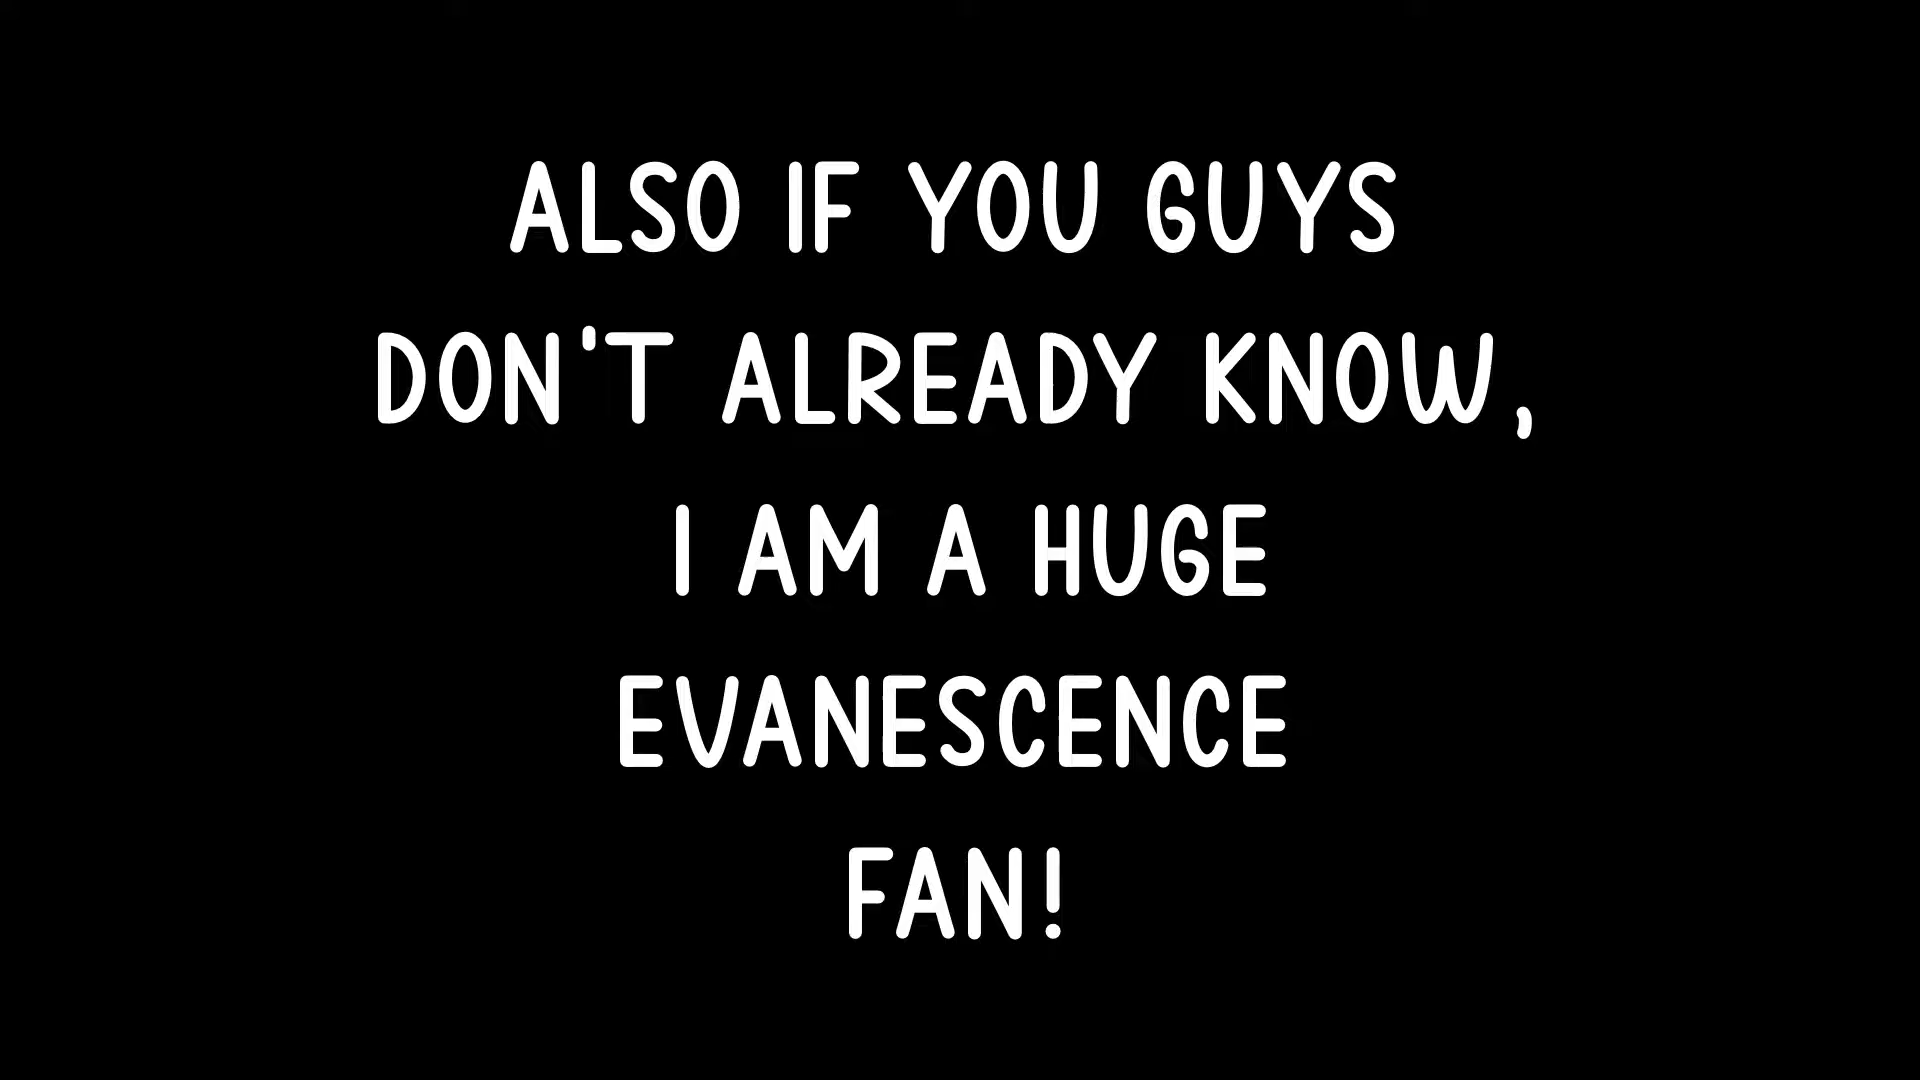 ALSO IF YOU GUYS
DON'T ALREADY KNOW,
I AM A HUGE
EVANESCENCE
FAN!